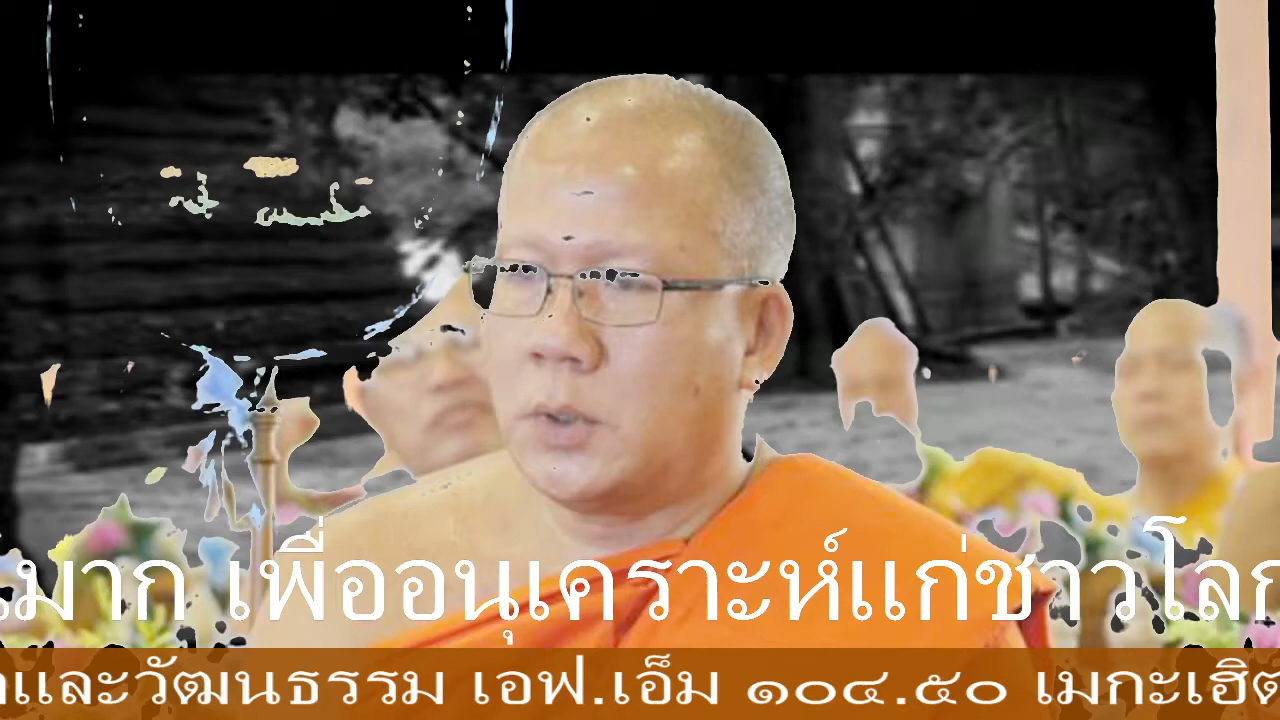 มาก เพื่ออนุเคราะห์แก่ชาวโลก
และวัฒนธรรม เอฟ.เอ็ม ๑๐๔.๕๐ เมกะเฮิต